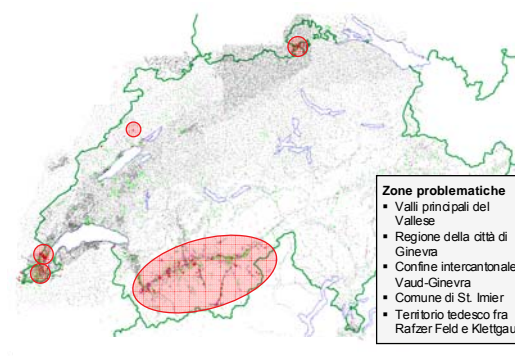 Zone problematiche
▪ Valli principali del
Vallese
▪ Regione della città di
Ginevra
▪ Confine intercantonale
Vaud-Ginevra
▪ Comune di St. Imier
▪ Territorio tedesco fra
Rafzer Feld e Klettgau